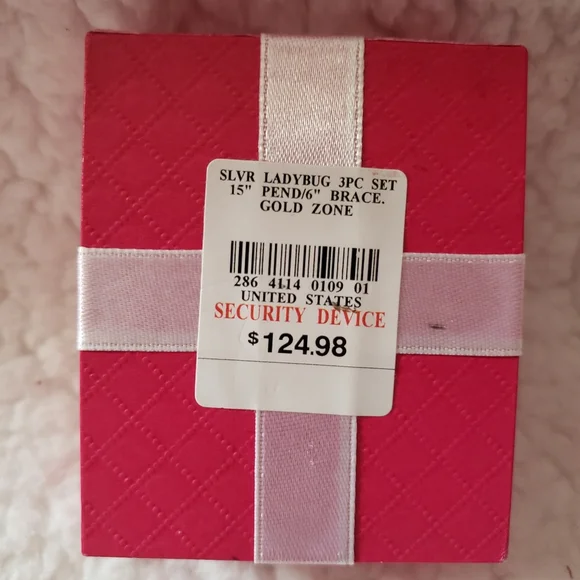 SLVR LADYBUG 3PC SET
15" PEND/6" BRACE.
GOLD ZONE
286 4114 0109 01
UNITED STATES
SECURITY DEVICE
$124.98